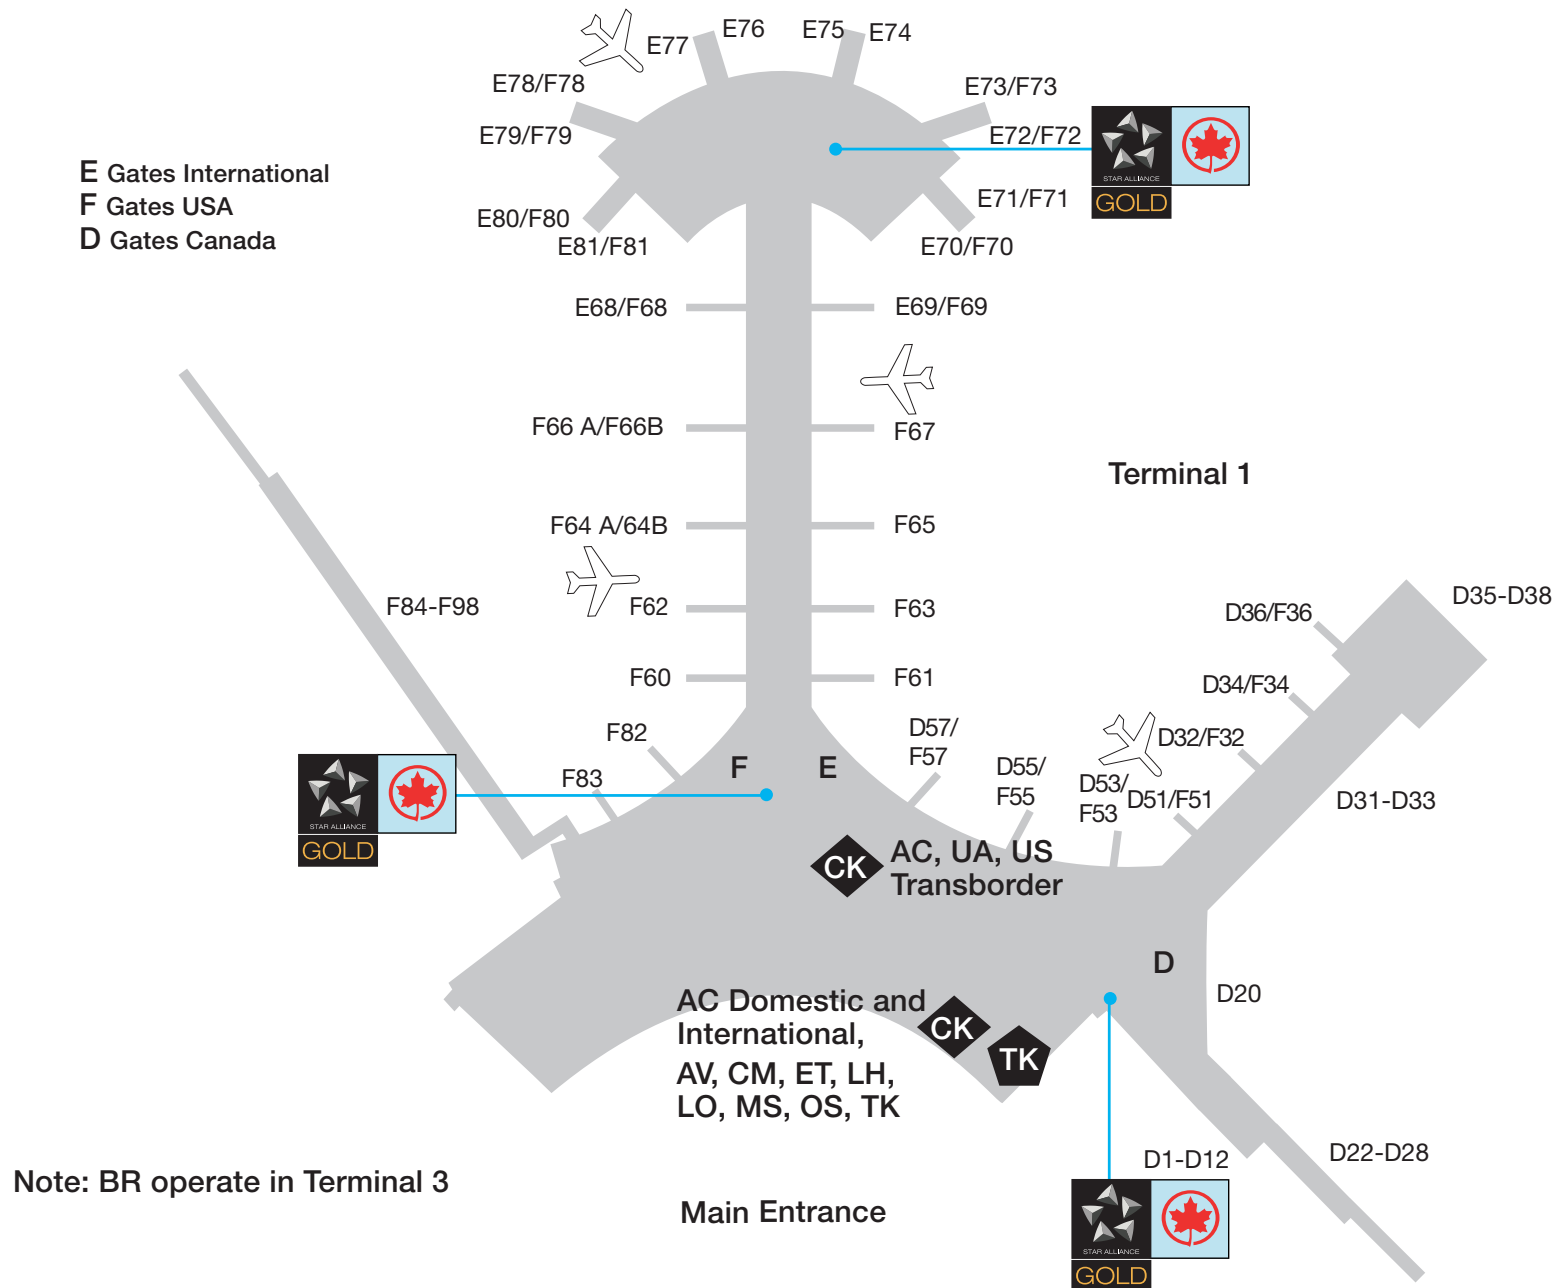 E76
E75
E74
E77
E78/F78
E73/F73
E79/F79
E72/F72
STAR ALLIANCE
GOLD
E Gates International
F Gates USA
D Gates Canada
E71/F71
E80/F80
E81/F81
E70/F70
E68/F68
E69/F69
F66 A/F66B
F67
Terminal 1
F64 A/64B
F65
F84-F98
F62
F63
D36/F36
D35-D38
F60
F61
D34/F34
F82
D57/
F57
D32/F32
F83
F
E
D55/
F55
D53/
F53
D51/F51
D31-D33
STAR ALLIANCE
GOLD
CK
AC, UA, US
Transborder
D
D20
AC Domestic and
International,
AV, CM, ET, LH,
LO, MS, OS, TK
CK
TK
D1-D12
D22-D28
Note: BR operate in Terminal 3
Main Entrance
STAR ALLIANCE
GOLD